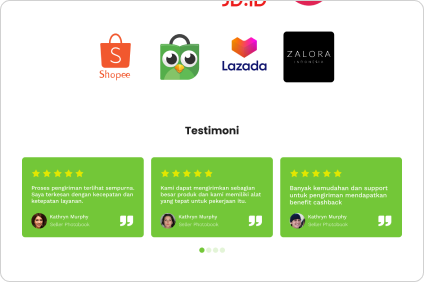 JD.ID
Shopee
Lazada
ZALORA
INDONESIA
Testimoni
Proses pengiriman terlihat sempurna.
Saya terkesan dengan kecepatan dan
ketepatan layanan.
Kathryn Murphy
Seller Photobook
Kami dapat mengirimkan sebagian
besar produk dan kami memiliki alat
yang tepat untuk pekerjaan itu.
Kathryn Murphy
Seller Photobook
Banyak kemudahan dan support
untuk pengiriman mendapatkan
benefit cashback
Kathryn Murphy
Seller Photobook